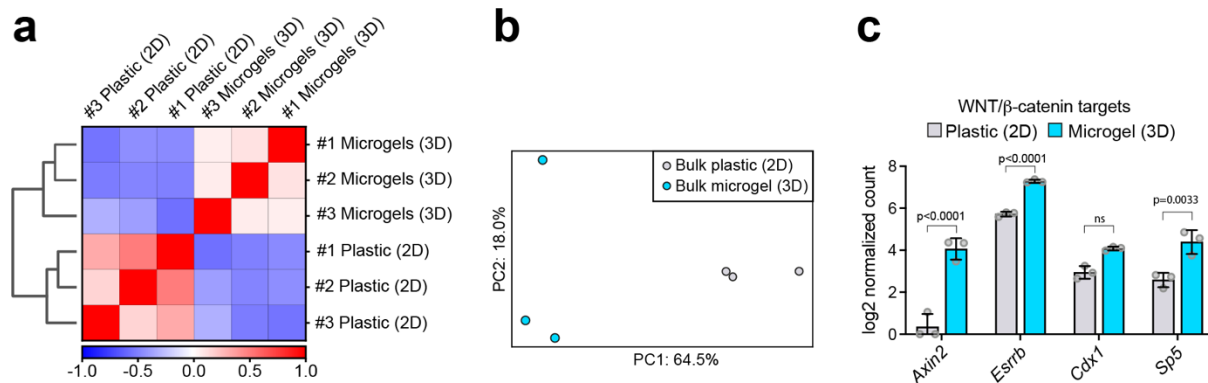 a
#3 Plastic (2D)
#2 Plastic (2D)
#1 Plastic (2D)
#3 Microgels (3D)
#2 Microgels (3D)
#1 Microgels (3D)
#1 Microgels (3D)
#2 Microgels (3D)
#3 Microgels (3D)
#1 Plastic (2D)
#2 Plastic (2D)
#3 Plastic (2D)
-1.0 -0.5 0.0 0.5 1.0
b
Bulk plastic (2D)
Bulk microgel (3D)
PC2: 18.0%
PC1: 64.5%
c
WNT/β-catenin targets
Plastic (2D) Microgel (3D)
log2 normalized count
8
6
4
2
0
p<0.0001
p<0.0001
ns
p=0.0033
Axin2
Esrrb
Cdx1
Sp5